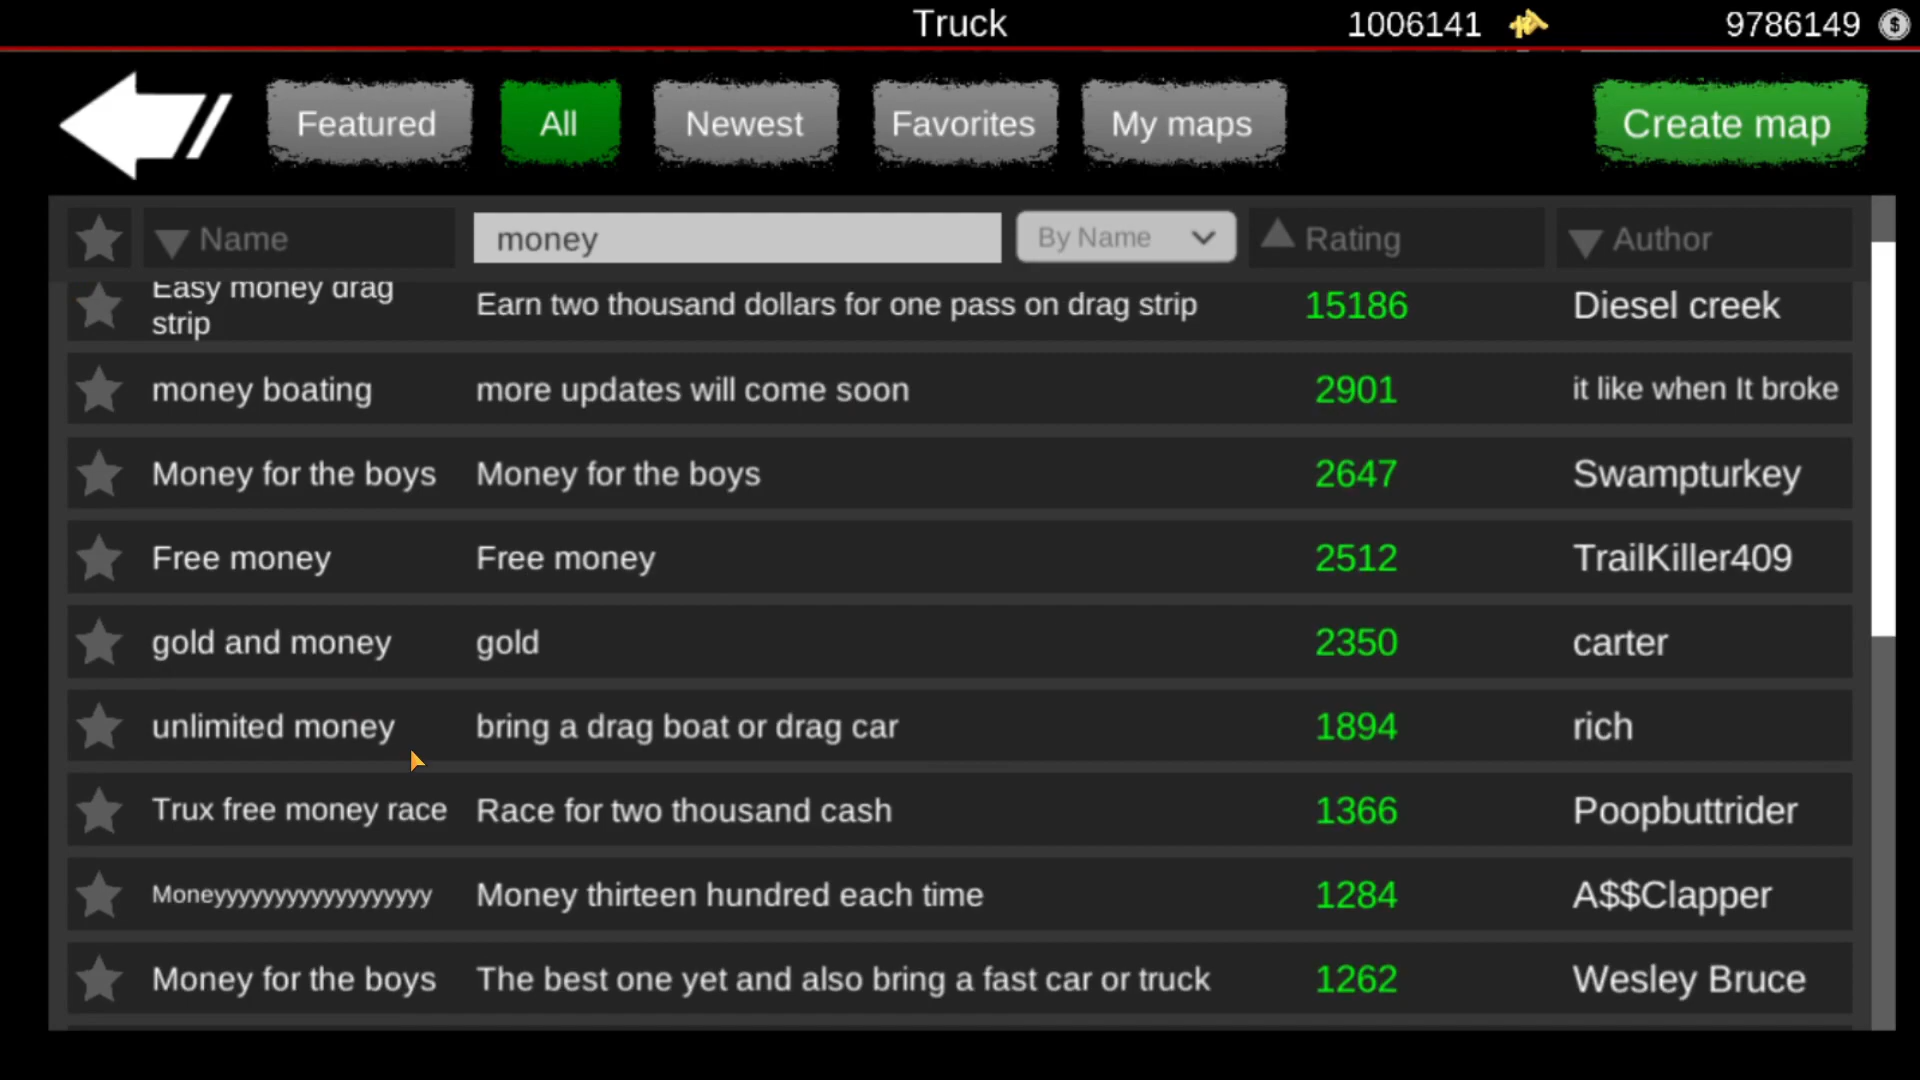 Truck 1006141 9786149
Featured All Newest Favorites My maps Create map
Name money By Name Rating Author
Easy money drag
strip
Earn two thousand dollars for one pass on drag strip 15186 Diesel creek
money boating more updates will come soon 2901 it like when It broke
Money for the boys Money for the boys 2647 Swampturkey
Free money Free money 2512 TrailKiller409
gold and money gold 2350 carter
unlimited money bring a drag boat or drag car 1894 rich
Trux free money race Race for two thousand cash 1366 Poopbuttrider
Moneyyyyyyyyyyyyyyyyyy Money thirteen hundred each time 1284 A$$Clapper
Money for the boys The best one yet and also bring a fast car or truck 1262 Wesley Bruce